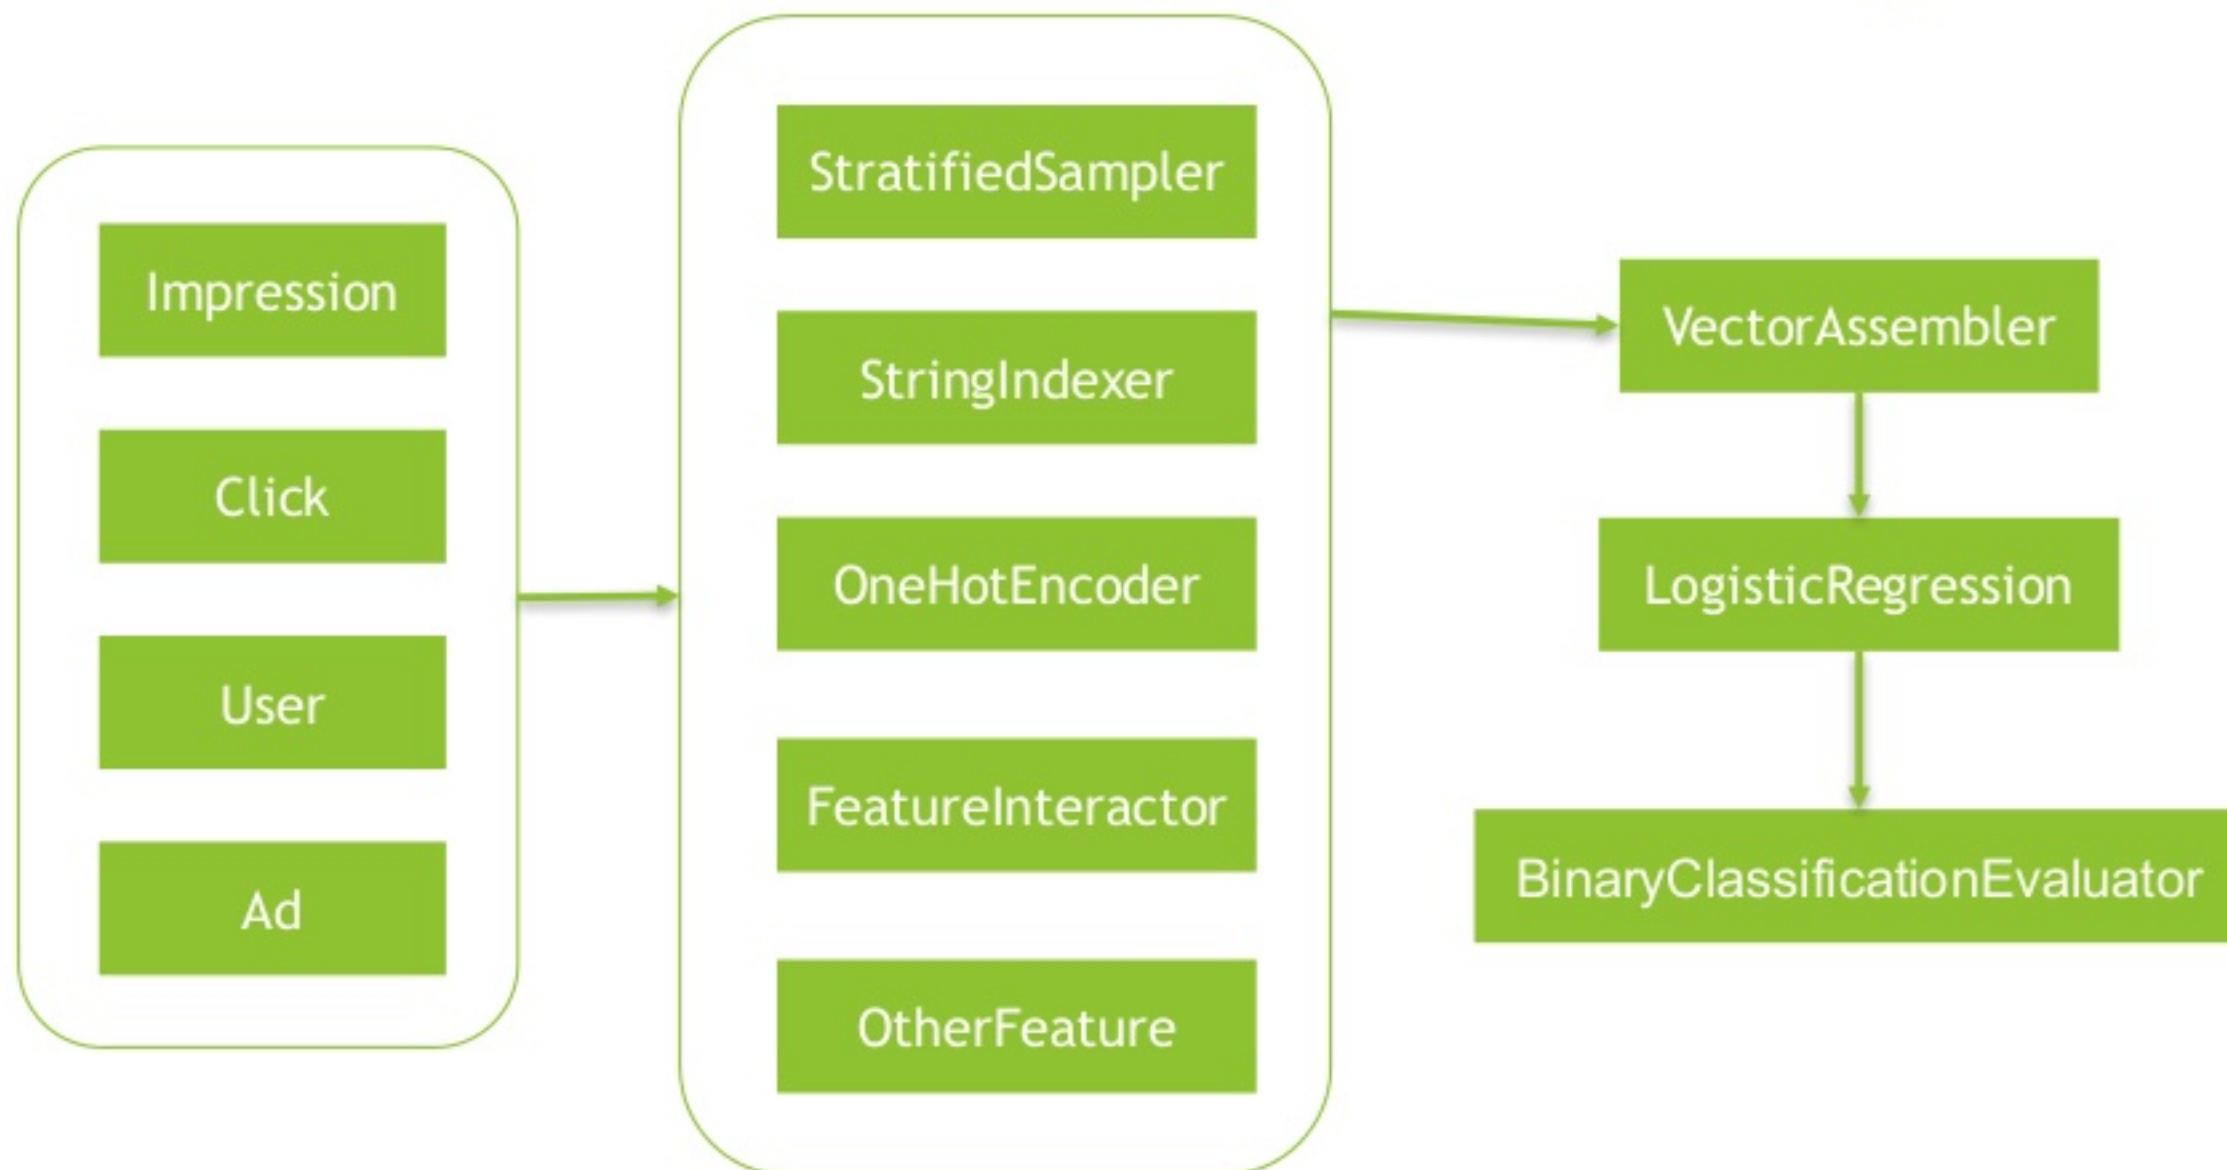 Impression
Click
User
Ad
StratifiedSampler
StringIndexer
OneHotEncoder
FeatureInteractor
OtherFeature
VectorAssembler
LogisticRegression
BinaryClassificationEvaluator